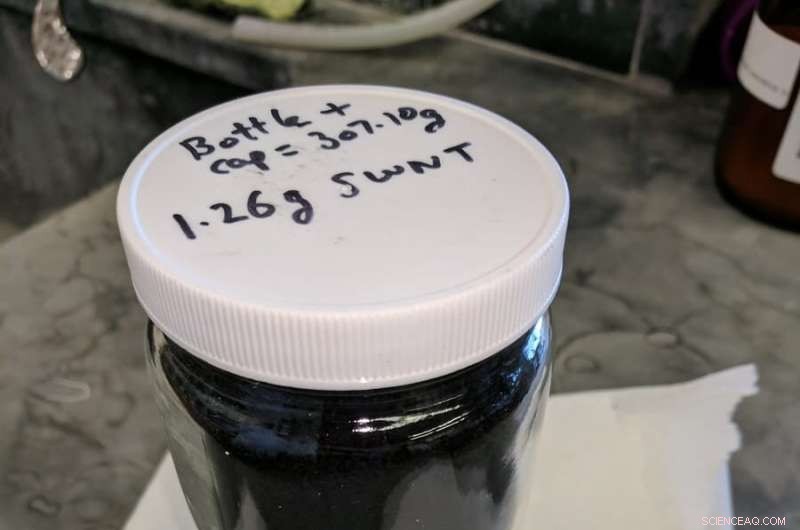 Bottle +
cap = 307.10g
1.26g SWNT
SCIENCEAQ.COM